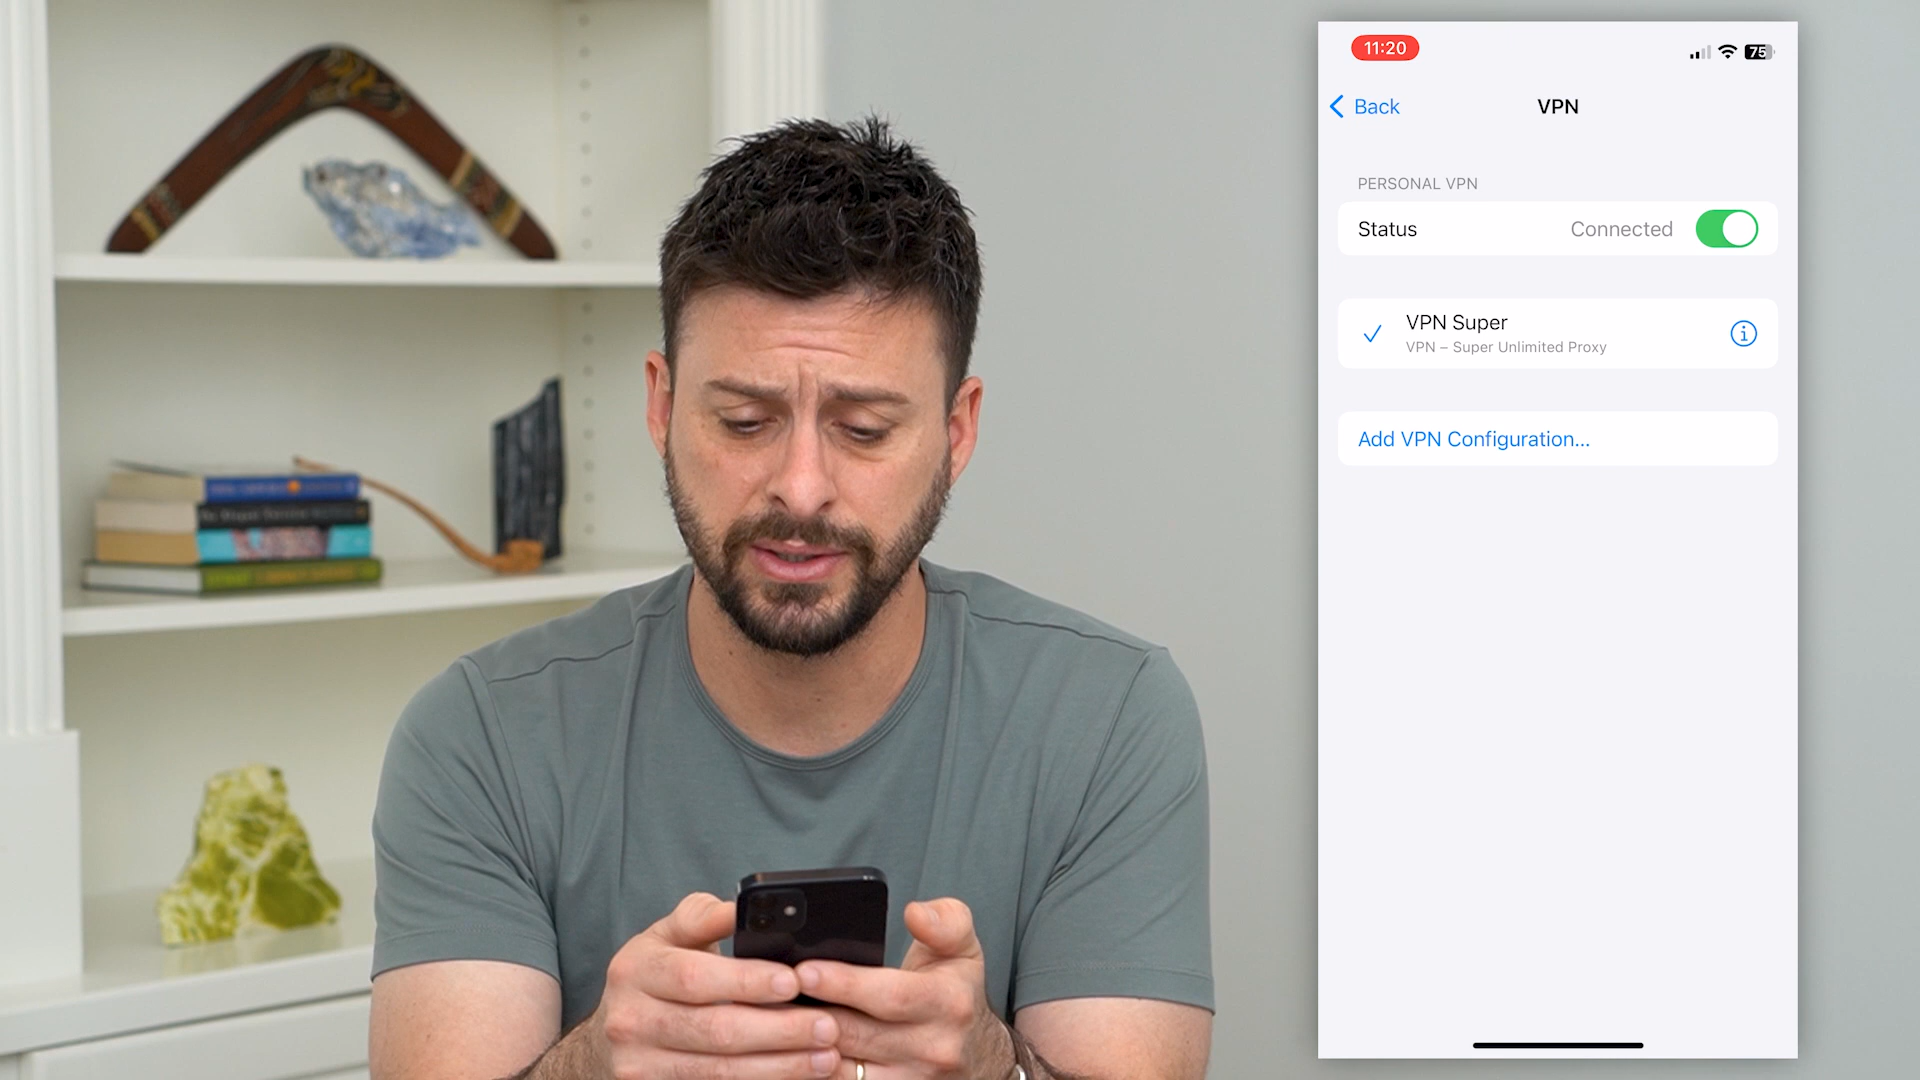 11:20
75
Back
VPN
PERSONAL VPN
Status
Connected
VPN Super
VPN – Super Unlimited Proxy
Add VPN Configuration...